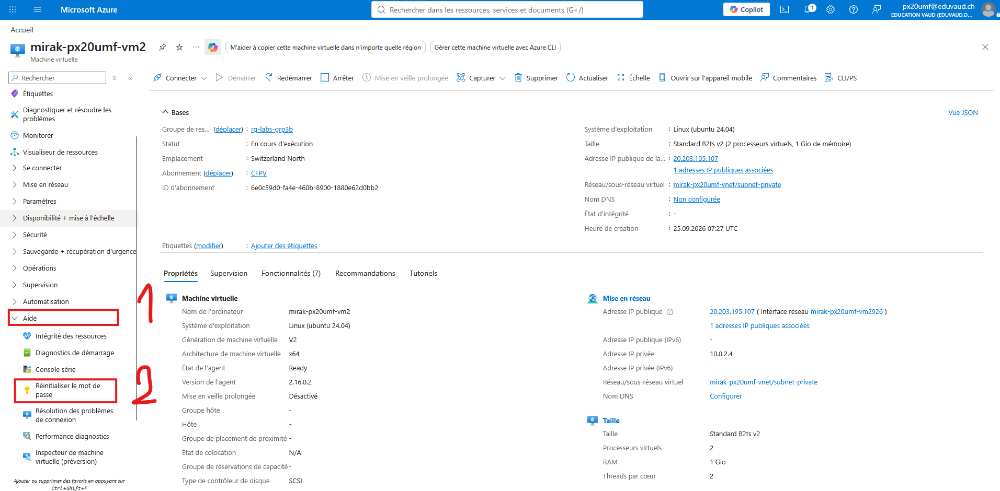 Microsoft Azure
Rechercher dans les ressources, services et documents (G+/)
Copilot
1
px20umf@eduvaud.ch
EDUCATION VAUD (EDUVAUD.O...
Accueil
mirak-px20umf-vm2
Machine virtuelle
M'aider à copier cette machine virtuelle dans n'importe quelle région
Gérer cette machine virtuelle avec Azure CLI
Rechercher
Connecter
Démarrer
Redémarrer
Arrêter
Mise en veille prolongée
Capturer
Supprimer
Actualiser
Échelle
Ouvrir sur l'appareil mobile
Commentaires
CLI/PS
Étiquettes
Diagnostiquer et résoudre les
problèmes
Monitorer
Visualiseur de ressources
Se connecter
Mise en réseau
Paramètres
Disponibilité + mise à l'échelle
Sécurité
Sauvegarde + récupération d'urgence
Opérations
Supervision
Automatisation
Aide
Intégrité des ressources
Diagnostics de démarrage
Console série
Réinitialiser le mot de
passe
Résolution des problèmes
de connexion
Performance diagnostics
Inspecteur de machine
virtuelle (préversion)
Ajouter ou supprimer des favoris en appuyant sur
Ctrl+Shift+F
1
2
Bases
Vue JSON
Groupe de res... (déplacer) : rg-labs-grp3b
Statut : En cours d'exécution
Emplacement : Switzerland North
Abonnement (déplacer) : CFPV
ID d'abonnement : 6e0c59d0-fa4e-460b-8900-1880e62d0bb2
Système d'exploitation : Linux (ubuntu 24.04)
Taille : Standard B2ts v2 (2 processeurs virtuels, 1 Gio de mémoire)
Adresse IP publique de la... : 20.203.195.107
1 adresses IP publiques associées
Réseau/sous-réseau virtuel : mirak-px20umf-vnet/subnet-private
Nom DNS : Non configurée
État d'intégrité : -
Heure de création : 25.09.2026 07:27 UTC
Étiquettes (modifier) : Ajouter des étiquettes
Propriétés
Supervision
Fonctionnalités (7)
Recommandations
Tutoriels
Machine virtuelle
Nom de l'ordinateur mirak-px20umf-vm2
Système d'exploitation Linux (ubuntu 24.04)
Génération de machine virtuelle V2
Architecture de machine virtuelle x64
État de l'agent Ready
Version de l'agent 2.16.0.2
Mise en veille prolongée Désactivé
Groupe hôte -
Hôte -
Groupe de placement de proximité -
État de colocation N/A
Groupe de réservations de capacité -
Type de contrôleur de disque SCSI
Mise en réseau
Adresse IP publique 20.203.195.107 ( Interface réseau mirak-px20umf-vm2926 )
1 adresses IP publiques associées
Adresse IP publique (IPv6) -
Adresse IP privée 10.0.2.4
Adresse IP privée (IPv6) -
Réseau/sous-réseau virtuel mirak-px20umf-vnet/subnet-private
Nom DNS Configurer
Taille
Taille Standard B2ts v2
Processeurs virtuels 2
RAM 1 Gio
Threads par cœur 2